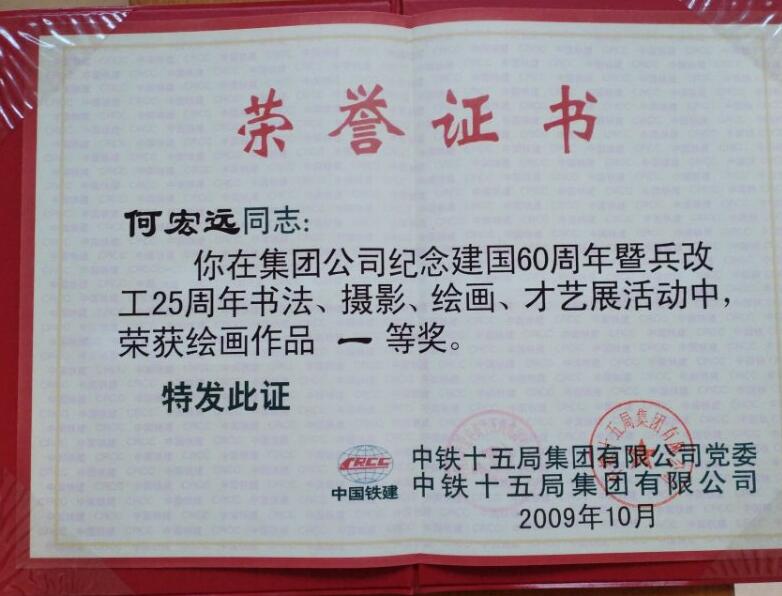 荣誉证书
何宏远同志:
你在集团公司纪念建国60周年暨兵改
工25周年书法、摄影、绘画、才艺展活动中,
荣获绘画作品 一 等奖。
特发此证
CRCC
中国铁建
中铁十五局集团有限公司党委
中铁十五局集团有限公司
2009年10月